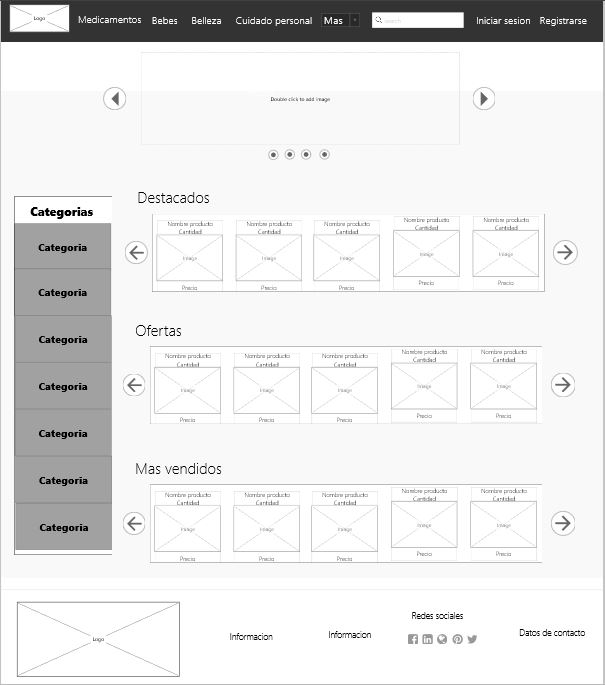 Logo
Medicamentos Bebes Belleza Cuidado personal Mas search Iniciar sesion Registrarse
Double click to add image
Categorias
Categoria
Categoria
Categoria
Categoria
Categoria
Categoria
Categoria
Destacados
Nombre producto Nombre producto Nombre producto Nombre producto Nombre producto
Cantidad Cantidad Cantidad Cantidad Cantidad
Image Image Image Image Image
Precio Precio Precio Precio Precio
Ofertas
Nombre producto Nombre producto Nombre producto Nombre producto Nombre producto
Cantidad Cantidad Cantidad Cantidad Cantidad
Image Image Image Image Image
Precio Precio Precio Precio Precio
Mas vendidos
Nombre producto Nombre producto Nombre producto Nombre producto Nombre producto
Cantidad Cantidad Cantidad Cantidad Cantidad
Image Image Image Image Image
Precio Precio Precio Precio Precio
Logo
Informacion
Informacion
Redes sociales
Datos de contacto